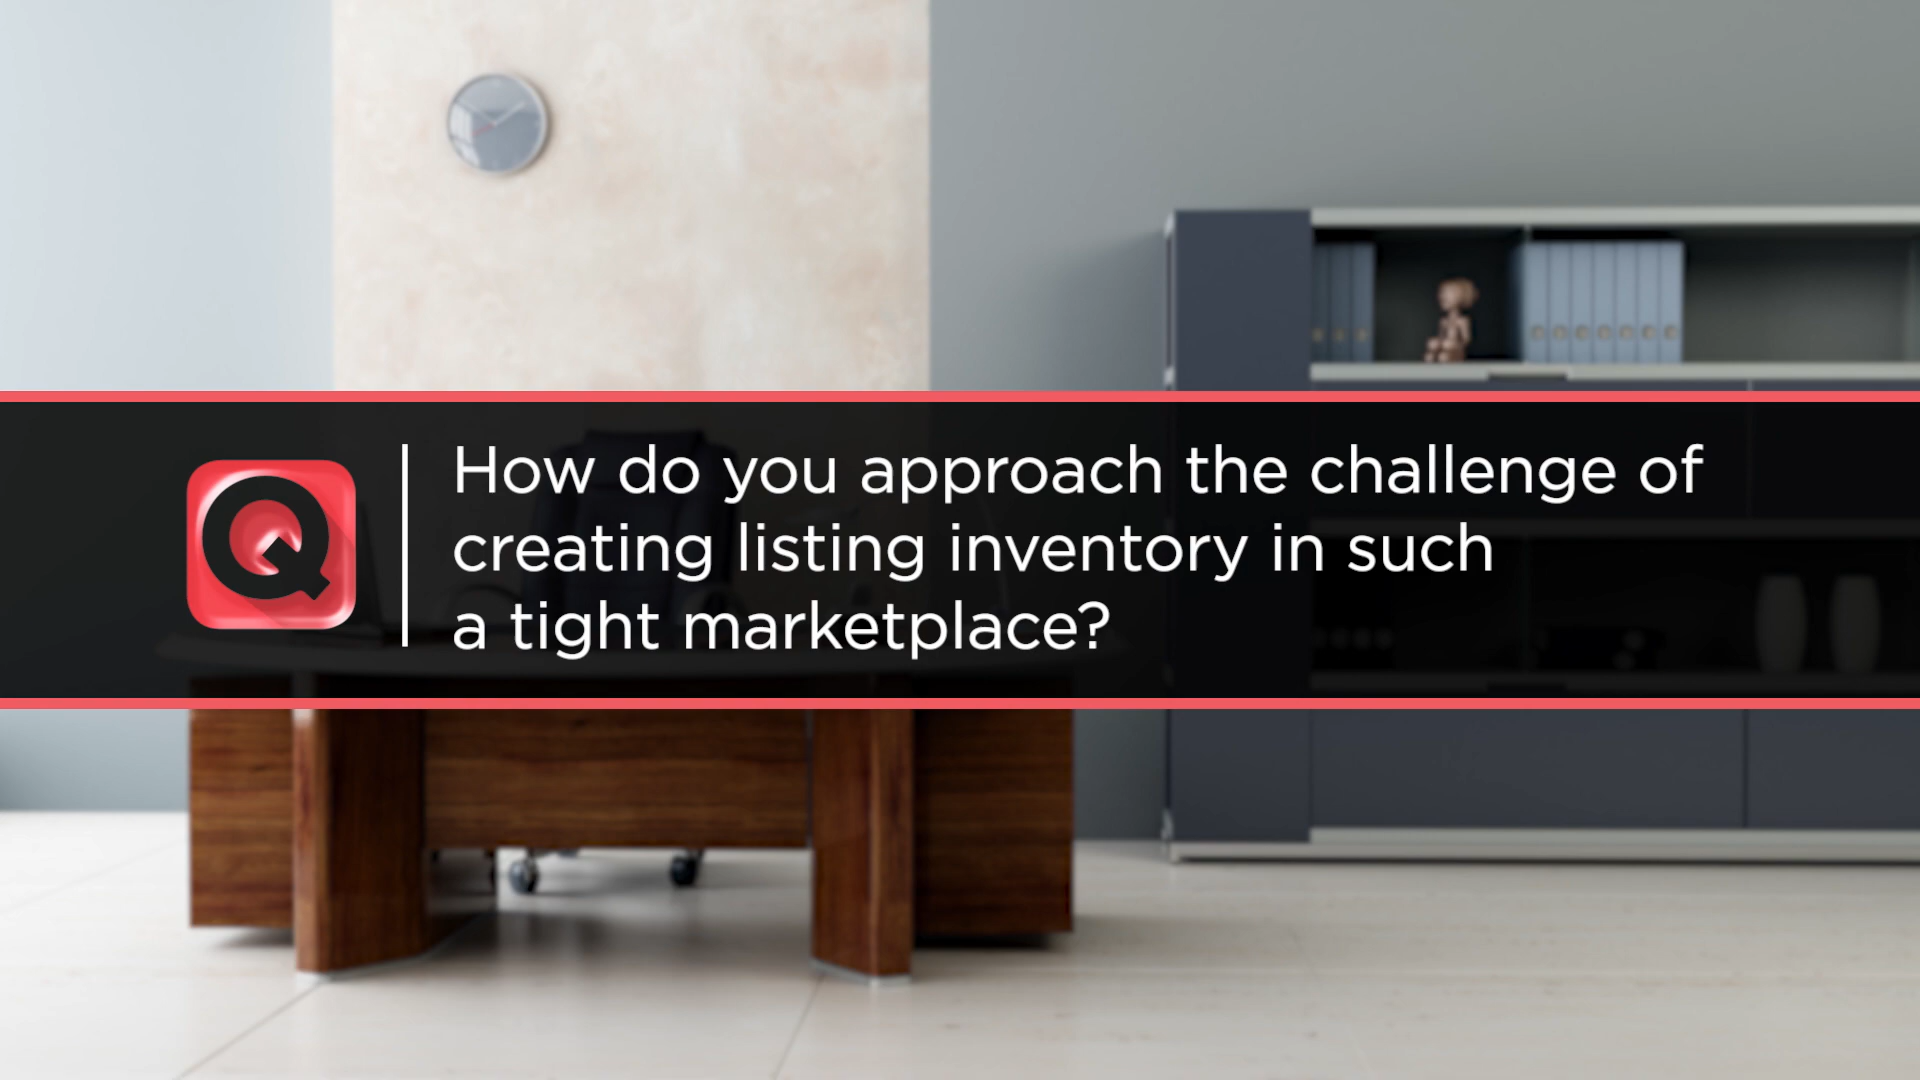 Q
How do you approach the challenge of
creating listing inventory in such
a tight marketplace?